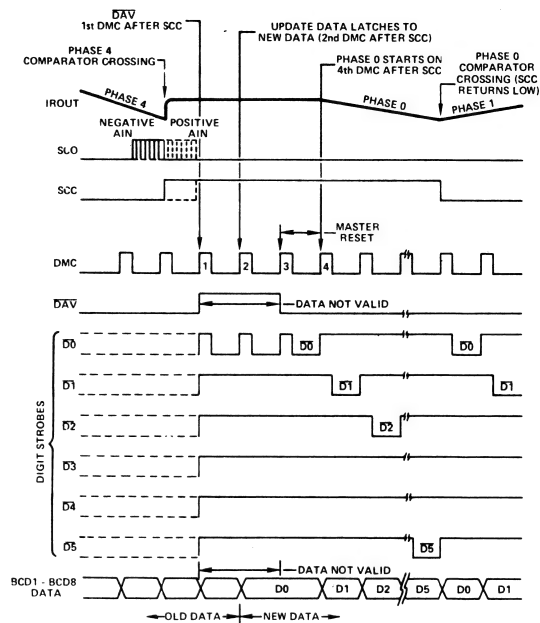 DAV
1st DMC AFTER SCC
UPDATE DATA LATCHES TO
NEW DATA (2nd DMC AFTER SCC)
PHASE 4
COMPARATOR CROSSING
PHASE 0 STARTS ON
4th DMC AFTER SCC
PHASE 0
COMPARATOR
CROSSING (SCC
RETURNS LOW)
IROUT
PHASE 4
PHASE 0
PHASE 1
NEGATIVE
AIN
POSITIVE
AIN
SLO
SCC
MASTER
RESET
DMC
1
2
3
4
DAV
DATA NOT VALID
DIGIT STROBES
D0
D0
D0
D1
D1
D1
D2
D2
D3
D4
D5
D5
DATA NOT VALID
BCD1 - BCD8
DATA
D0
D1
D2
D5
D0
D1
OLD DATA
NEW DATA